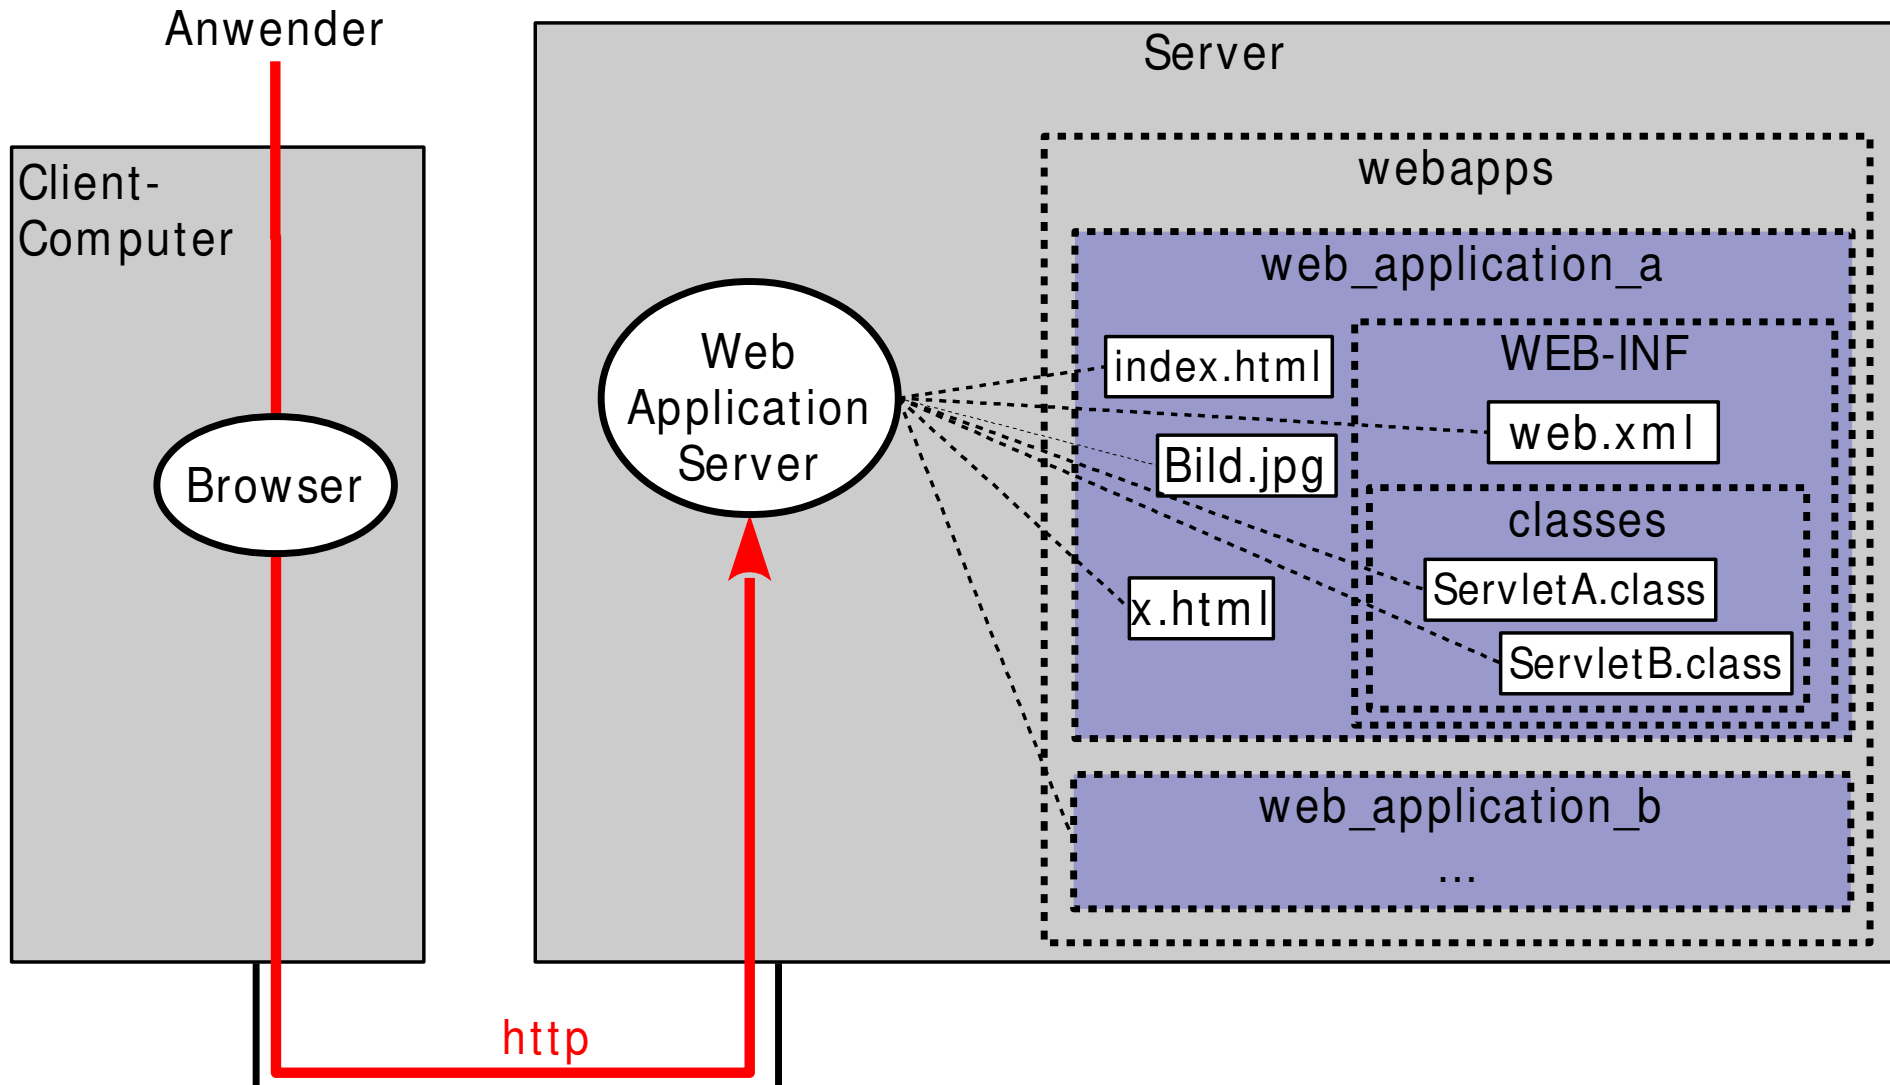 Anwender
Client-
Computer
Browser
http
Server
Web
Application
Server
webapps
web_application_a
index.html
Bild.jpg
x.html
WEB-INF
web.xml
classes
ServletA.class
ServletB.class
web_application_b
...